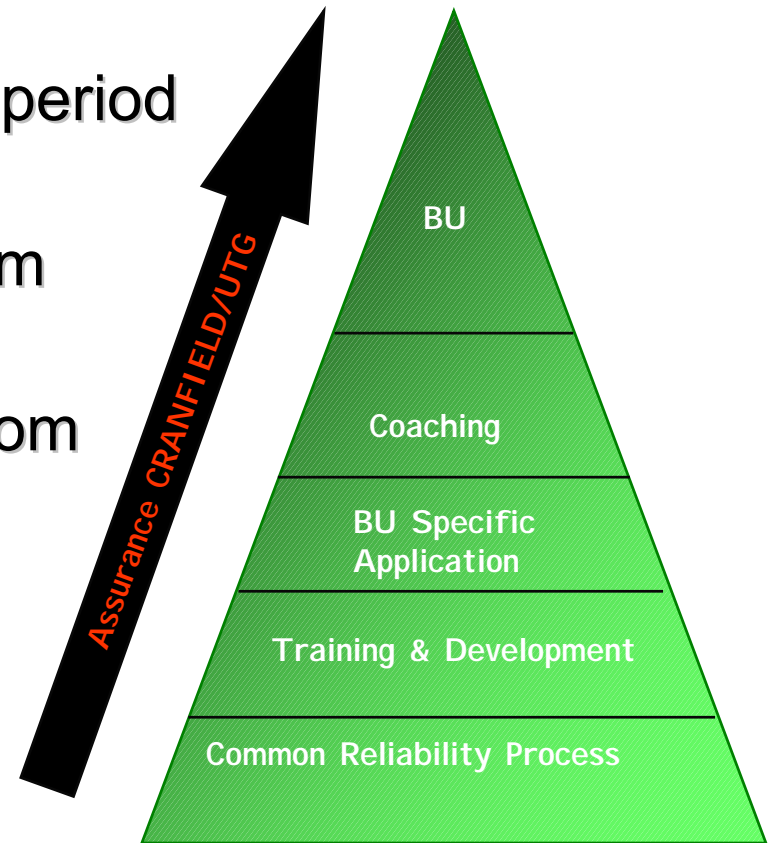 period
m
om
Assurance CRANFIELD/UTG
BU
Coaching
BU Specific
Application
Training & Development
Common Reliability Process